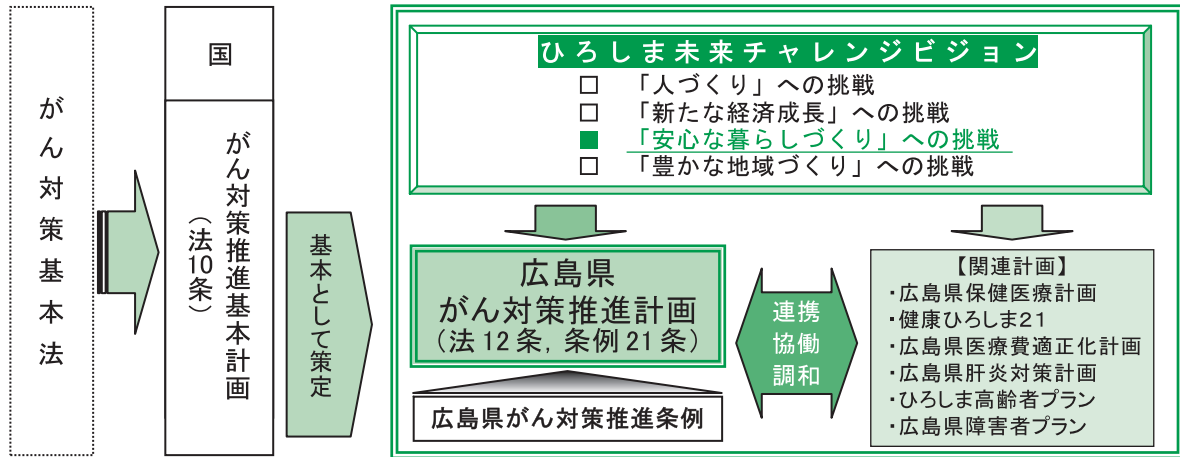 がん対策基本法
国
がん対策推進基本計画
（法10条）
基本として策定
ひろしま未来チャレンジビジョン
□ 「人づくり」への挑戦
□ 「新たな経済成長」への挑戦
■ 「安心な暮らしづくり」への挑戦
□ 「豊かな地域づくり」への挑戦
広島県
がん対策推進計画
（法12条，条例21条）
広島県がん対策推進条例
連携
協働
調和
【関連計画】
・広島県保健医療計画
・健康ひろしま２１
・広島県医療費適正化計画
・広島県肝炎対策計画
・ひろしま高齢者プラン
・広島県障害者プラン